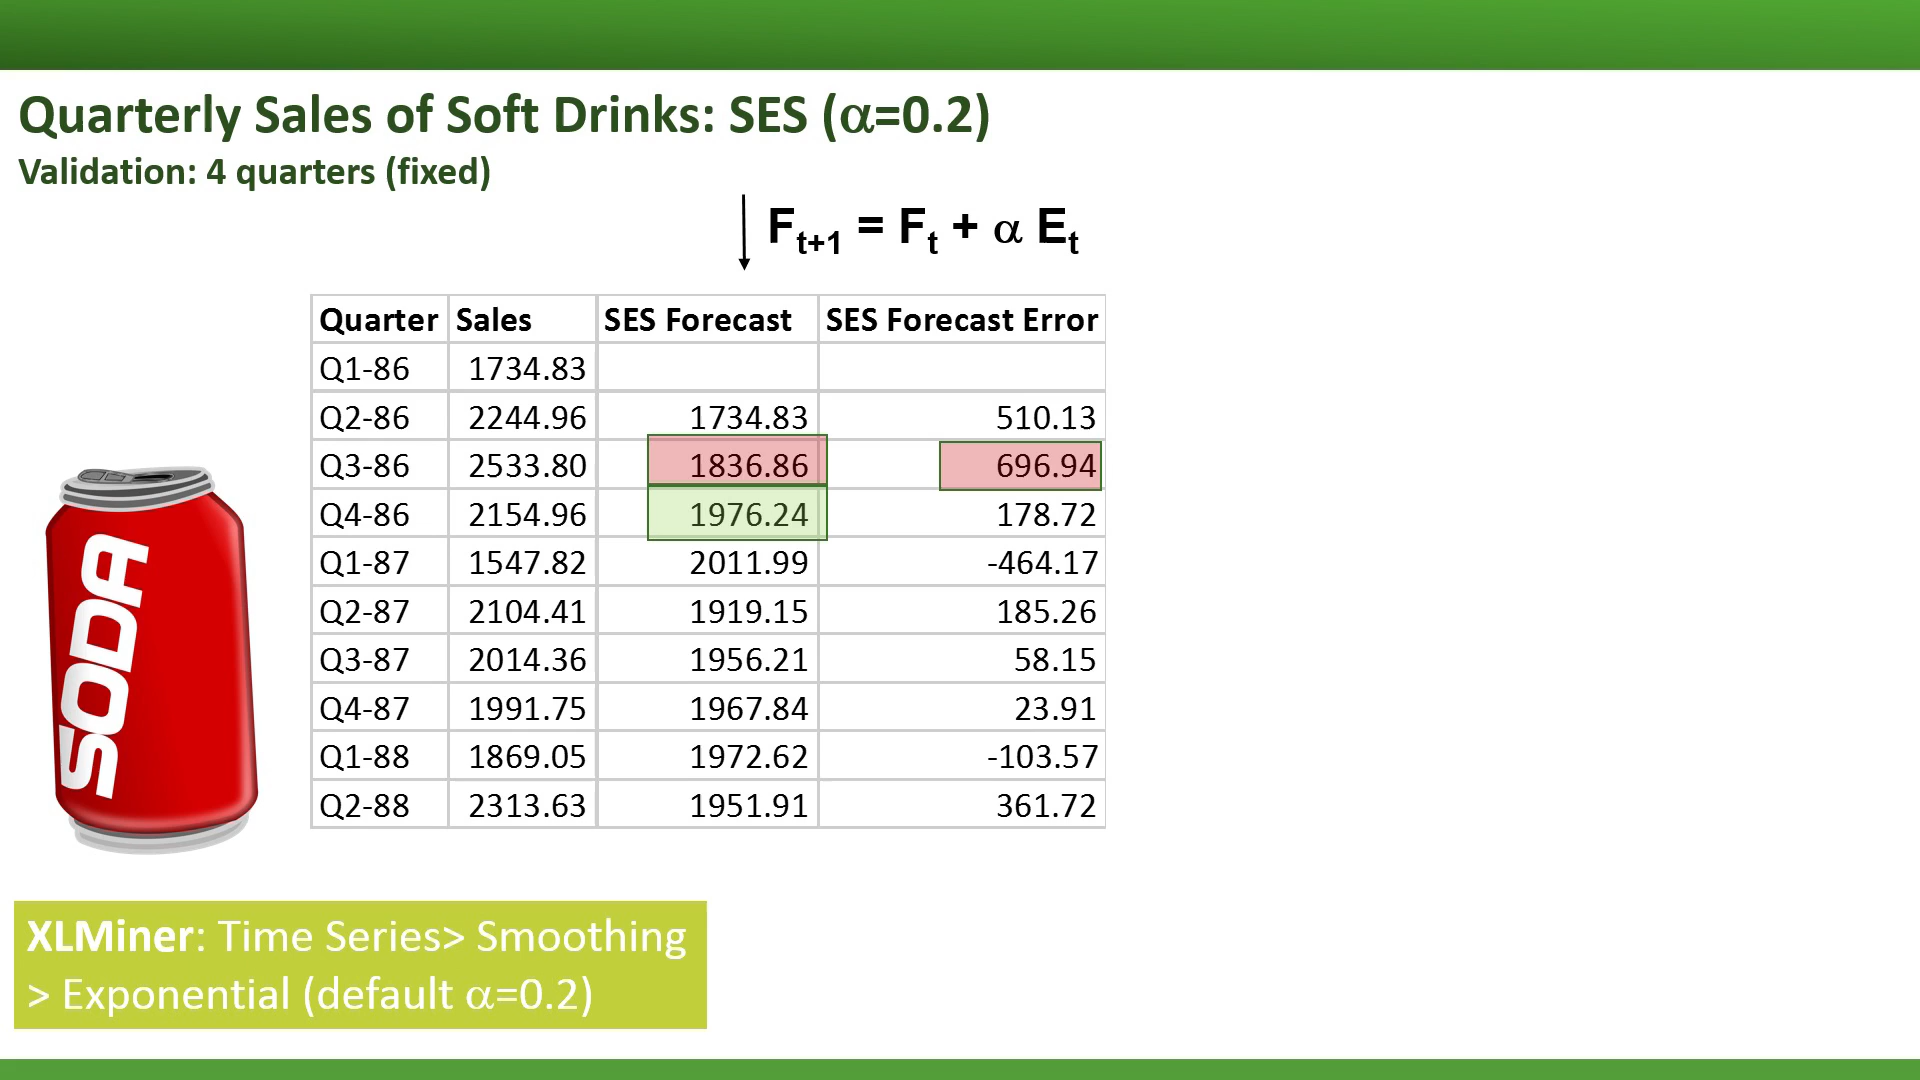 Quarterly Sales of Soft Drinks: SES (α=0.2)
Validation: 4 quarters (fixed)
Ft+1 = Ft + α Et
Quarter Sales SES Forecast SES Forecast Error
Q1-86 1734.83
Q2-86 2244.96 1734.83 510.13
Q3-86 2533.80 1836.86 696.94
Q4-86 2154.96 1976.24 178.72
Q1-87 1547.82 2011.99 -464.17
Q2-87 2104.41 1919.15 185.26
Q3-87 2014.36 1956.21 58.15
Q4-87 1991.75 1967.84 23.91
Q1-88 1869.05 1972.62 -103.57
Q2-88 2313.63 1951.91 361.72
SODA
XLMiner: Time Series> Smoothing
> Exponential (default α=0.2)